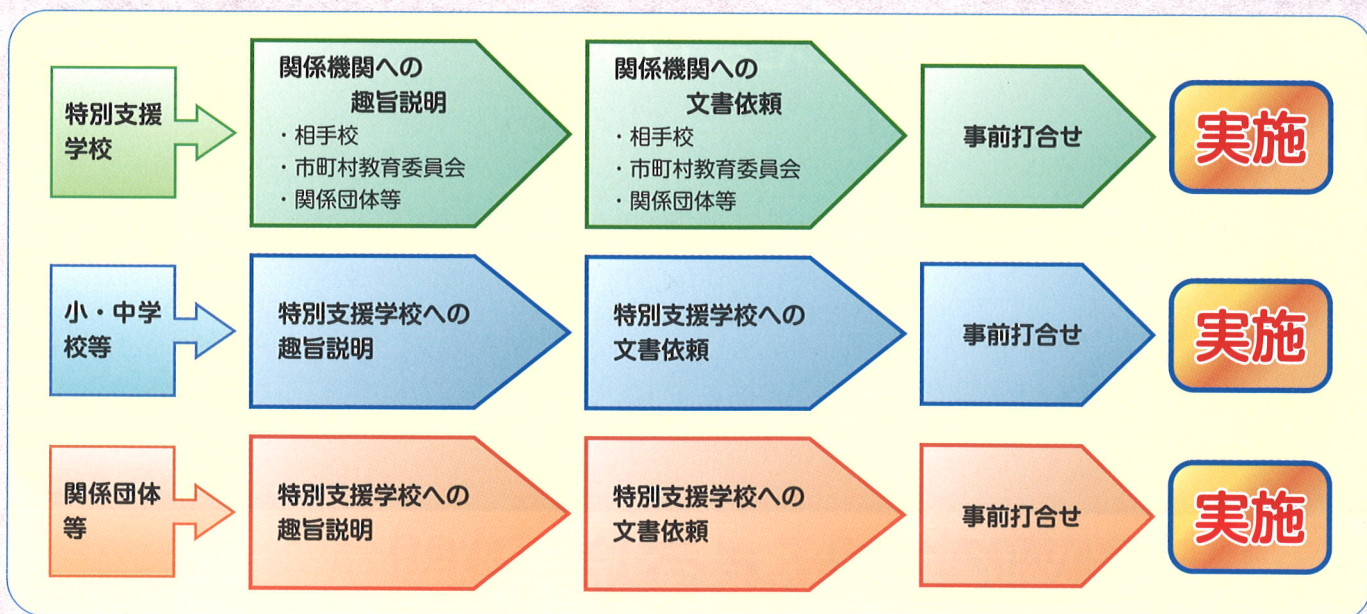 特別支援
学校
関係機関への
趣旨説明
・相手校
・市町村教育委員会
・関係団体等
関係機関への
文書依頼
・相手校
・市町村教育委員会
・関係団体等
事前打合せ
実施
小・中学
校等
特別支援学校への
趣旨説明
特別支援学校への
文書依頼
事前打合せ
実施
関係団体
等
特別支援学校への
趣旨説明
特別支援学校への
文書依頼
事前打合せ
実施